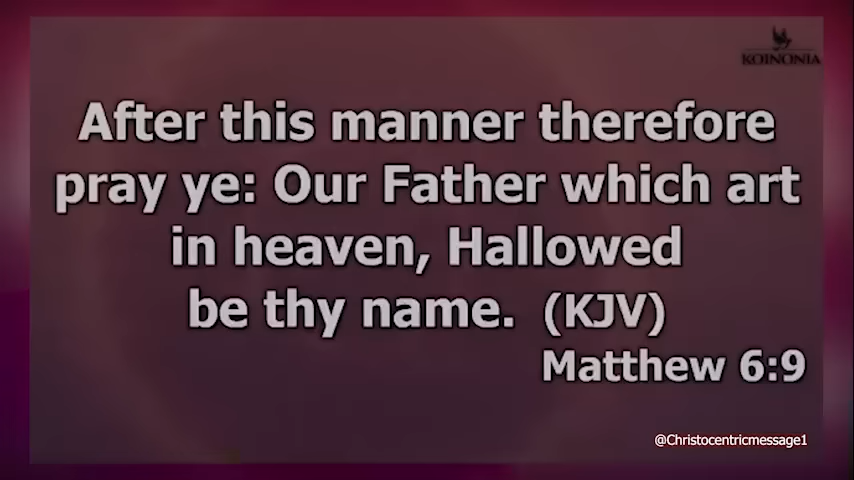 KOINONIA
After this manner therefore
pray ye: Our Father which art
in heaven, Hallowed
be thy name. (KJV)
Matthew 6:9
@Christocentricmessage1